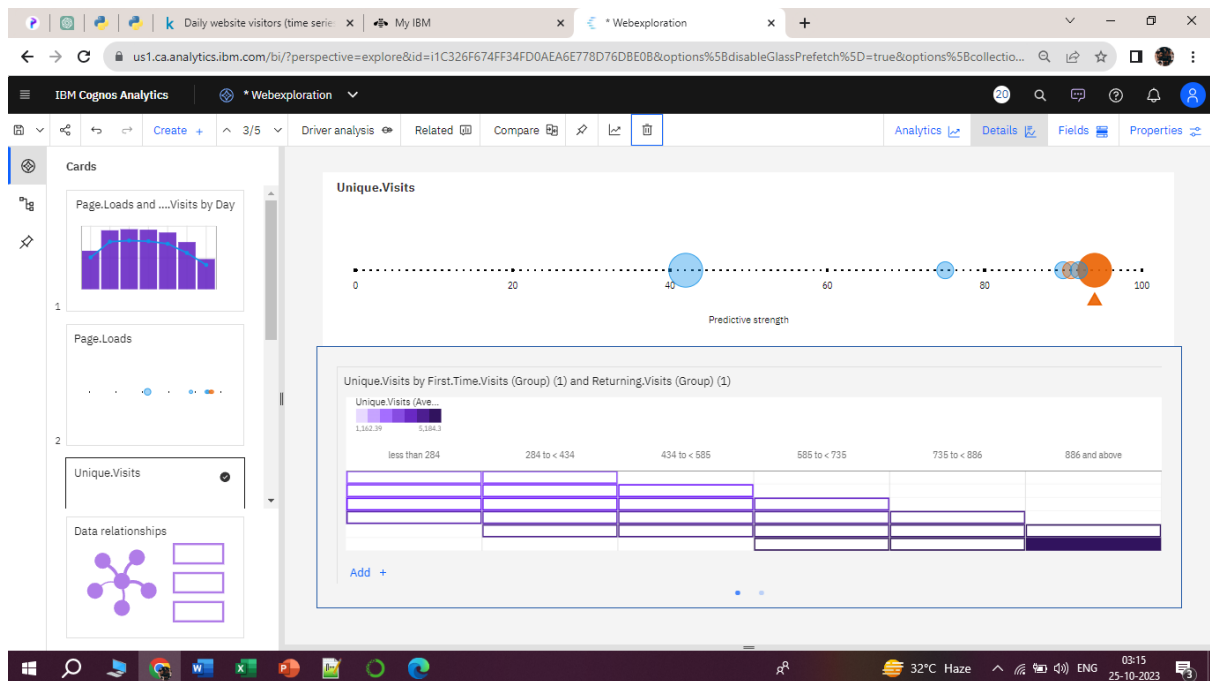 Daily website visitors (time serie
My IBM
* Webexploration
us1.ca.analytics.ibm.com/bi/?perspective=explore&id=i1C326F674FF34FD0AEA6E778D76DBE0B&options%5BdisableGlassPrefetch%5D=true&options%5Bcollectio...
IBM Cognos Analytics
* Webexploration
20
Create +
3/5
Driver analysis
Related
Compare
Analytics
Details
Fields
Properties
Cards
Page.Loads and ....Visits by Day
1
Page.Loads
2
Unique.Visits
Data relationships
Unique.Visits
0 20 40 60 80 100
Predictive strength
Unique.Visits by First.Time.Visits (Group) (1) and Returning.Visits (Group) (1)
Unique.Visits (Ave...
1,162.39 5,184.3
less than 284 284 to < 434 434 to < 585 585 to < 735 735 to < 886 886 and above
Add +
32°C Haze
ENG
03:15
25-10-2023
3